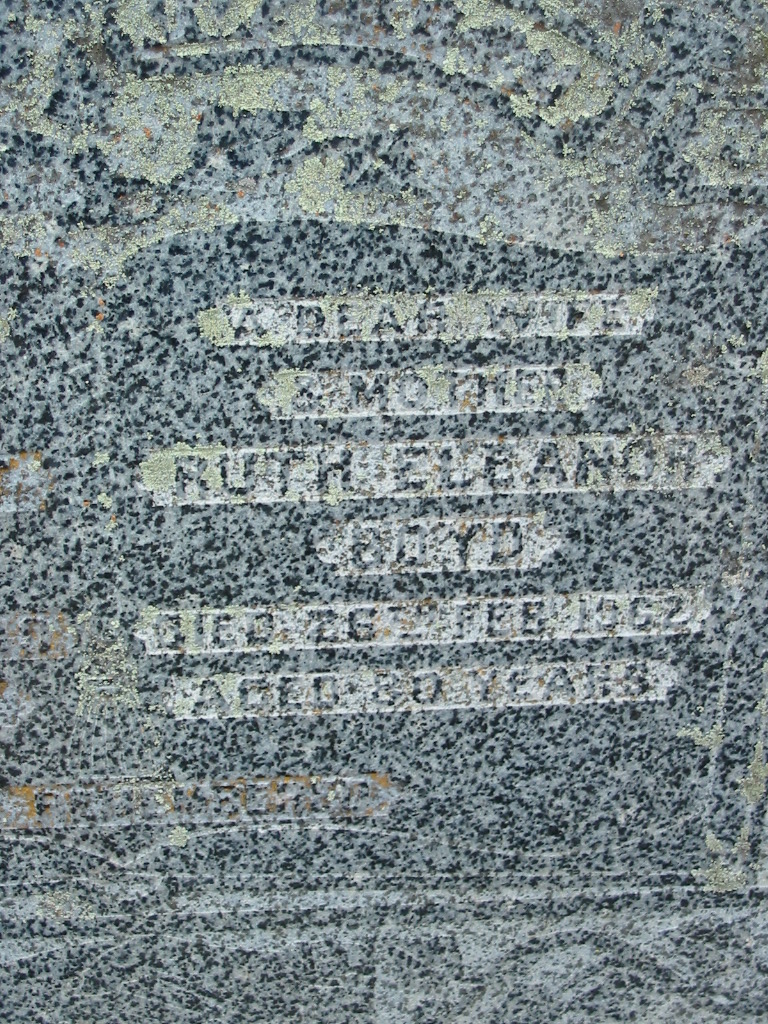 A DEAR WIFE
& MOTHER
RUTH ELEANOR
BOYD
DIED 26TH FEB. 1962
AGED 80 YEARS